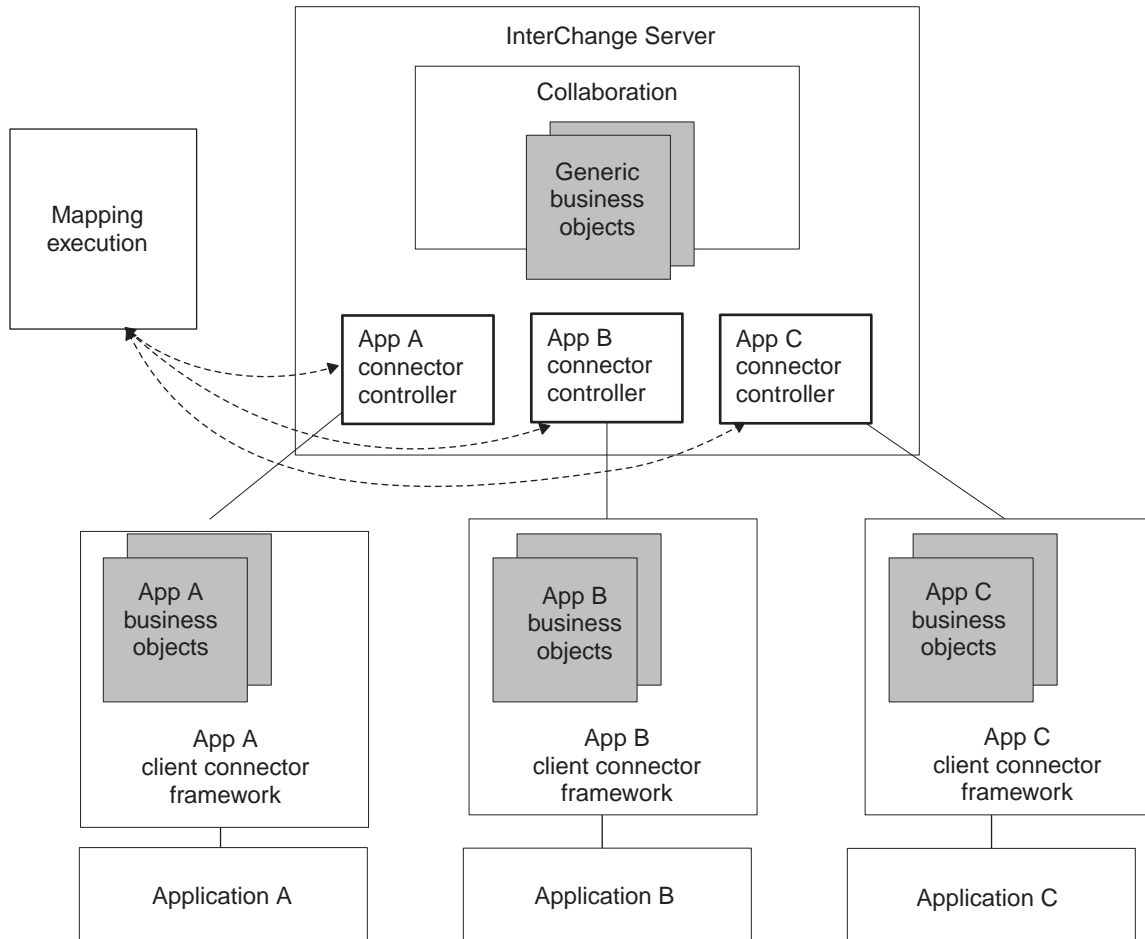 InterChange Server
Collaboration
Generic
business
objects
Mapping
execution
App A
connector
controller
App B
connector
controller
App C
connector
controller
App A
business
objects
App A
client connector
framework
App B
business
objects
App B
client connector
framework
App C
business
objects
App C
client connector
framework
Application A
Application B
Application C